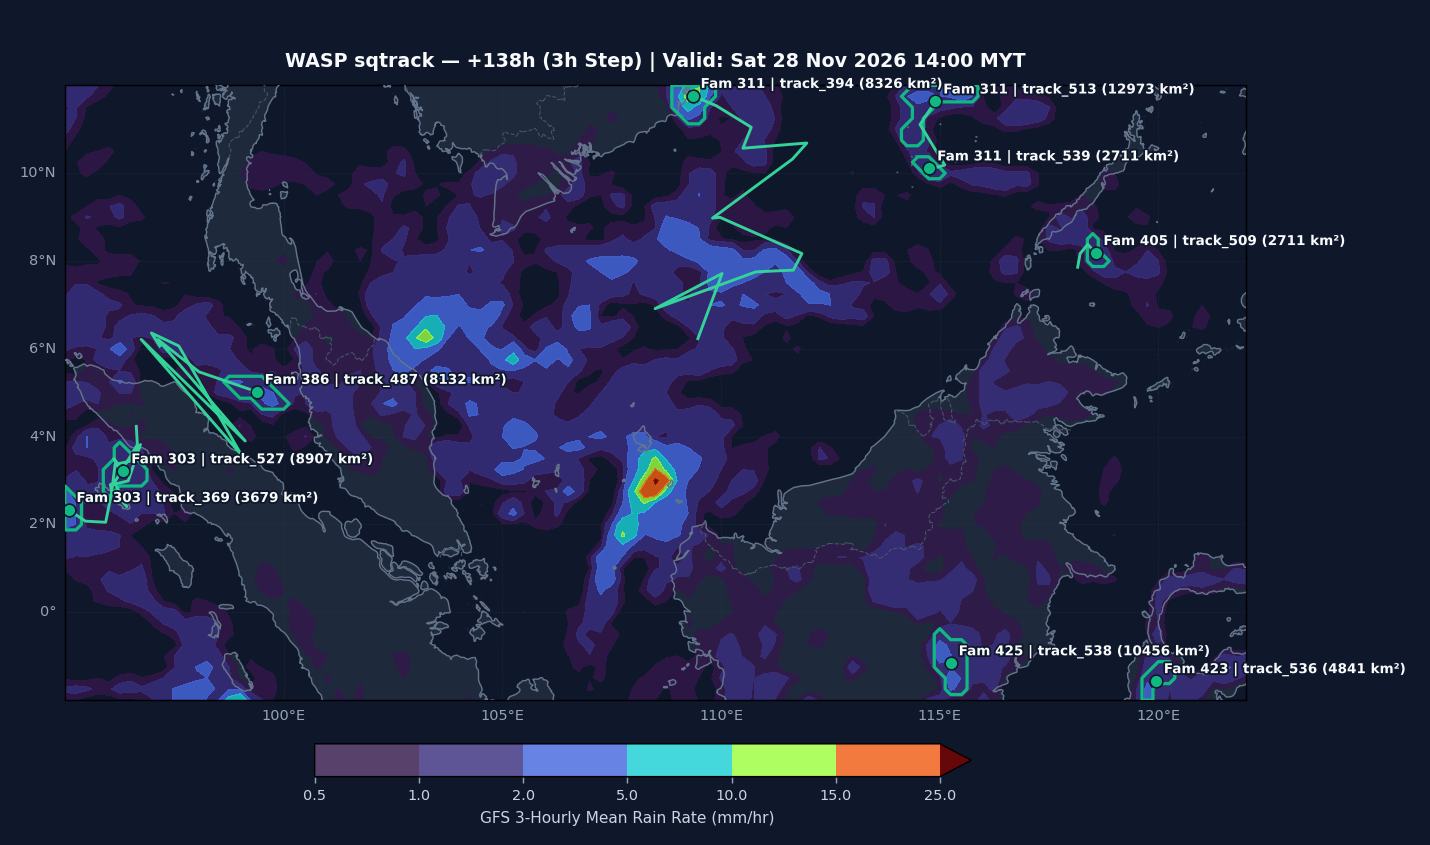 WASP sqtrack — +138h (3h Step) | Valid: Sat 28 Nov 2026 14:00 MYT
Fam 311 | track_394 (8326 km²)
Fam 311 | track_513 (12973 km²)
Fam 311 | track_539 (2711 km²)
10°N
Fam 405 | track_509 (2711 km²)
8°N
6°N
Fam 386 | track_487 (8132 km²)
4°N
Fam 303 | track_527 (8907 km²)
Fam 303 | track_369 (3679 km²)
2°N
0°
Fam 425 | track_538 (10456 km²)
Fam 423 | track_536 (4841 km²)
100°E 105°E 110°E 115°E 120°E
0.5 1.0 2.0 5.0 10.0 15.0 25.0
GFS 3-Hourly Mean Rain Rate (mm/hr)